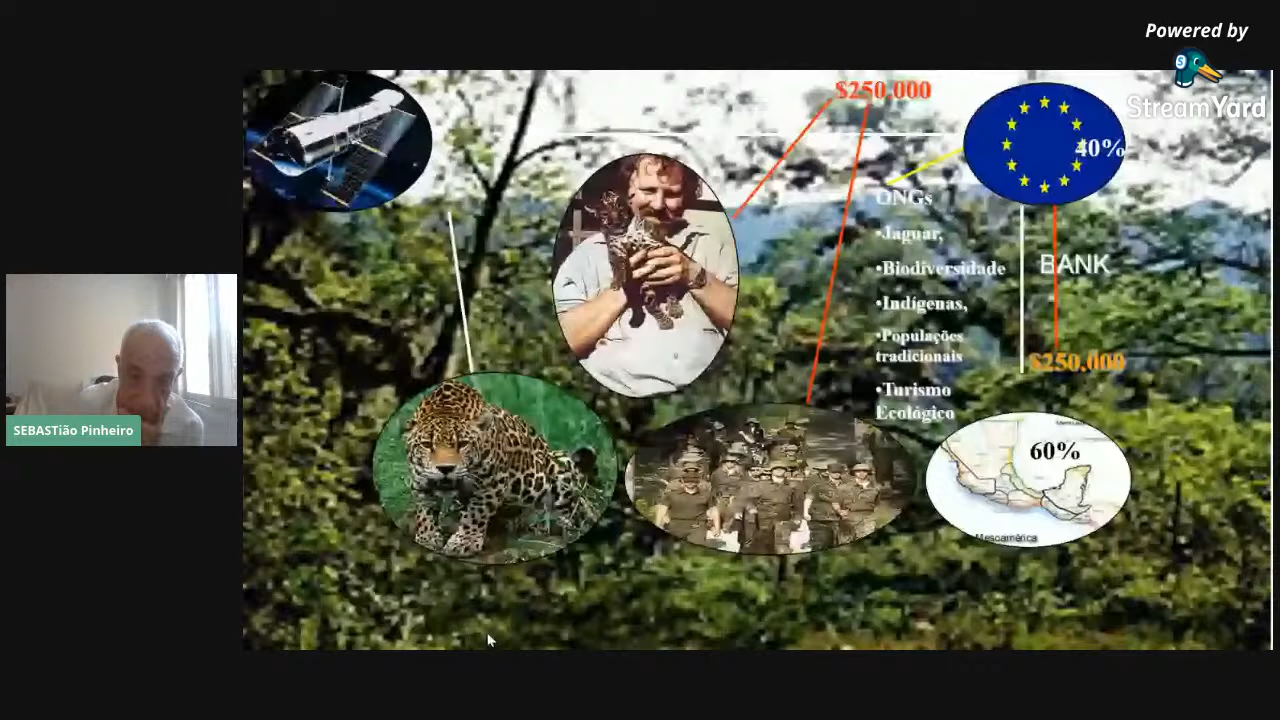 Powered by
StreamYard
$250,000
40%
ONGs
•Jaguar,
•Biodiversidade
•Indígenas,
•Populações
tradicionais
•Turismo
Ecológico
BANK
$250,000
60%
Mesoamérica
SEBASTião Pinheiro